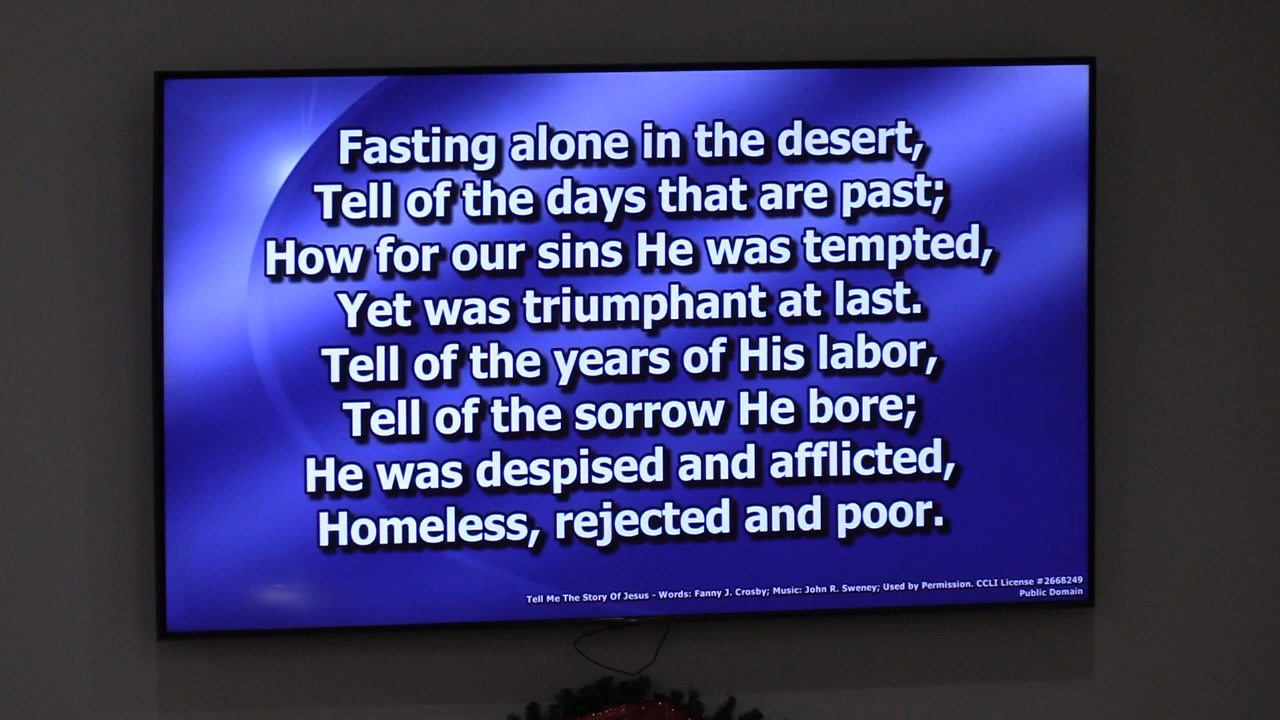 Fasting alone in the desert,
Tell of the days that are past;
How for our sins He was tempted,
Yet was triumphant at last.
Tell of the years of His labor,
Tell of the sorrow He bore;
He was despised and afflicted,
Homeless, rejected and poor.
Tell Me The Story Of Jesus - Words: Fanny J. Crosby; Music: John R. Sweney; Used by Permission. CCLI License #2668249
Public Domain